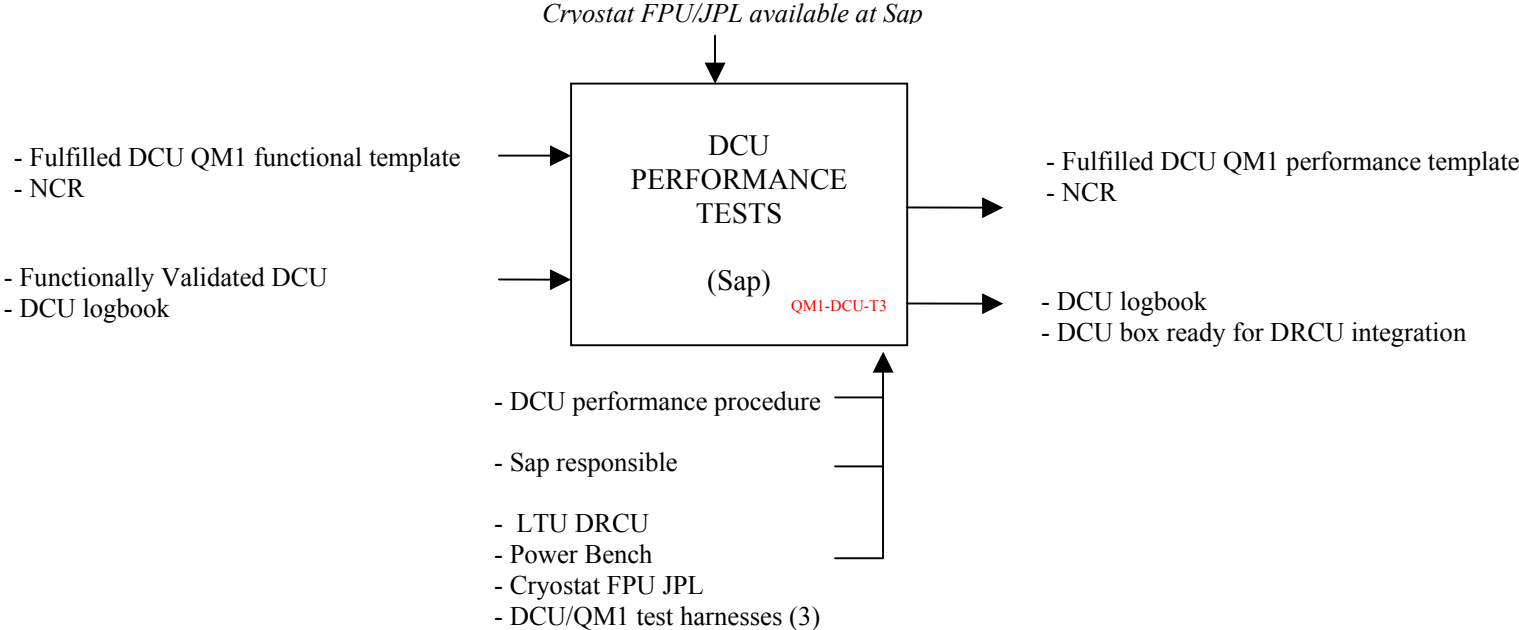 Cryostat FPU/JPL available at Sap
- Fulfilled DCU QM1 functional template
- NCR
- Functionally Validated DCU
- DCU logbook
DCU
PERFORMANCE
TESTS
(Sap)
QM1-DCU-T3
- Fulfilled DCU QM1 performance template
- NCR
- DCU logbook
- DCU box ready for DRCU integration
- DCU performance procedure
- Sap responsible
- LTU DRCU
- Power Bench
- Cryostat FPU JPL
- DCU/QM1 test harnesses (3)